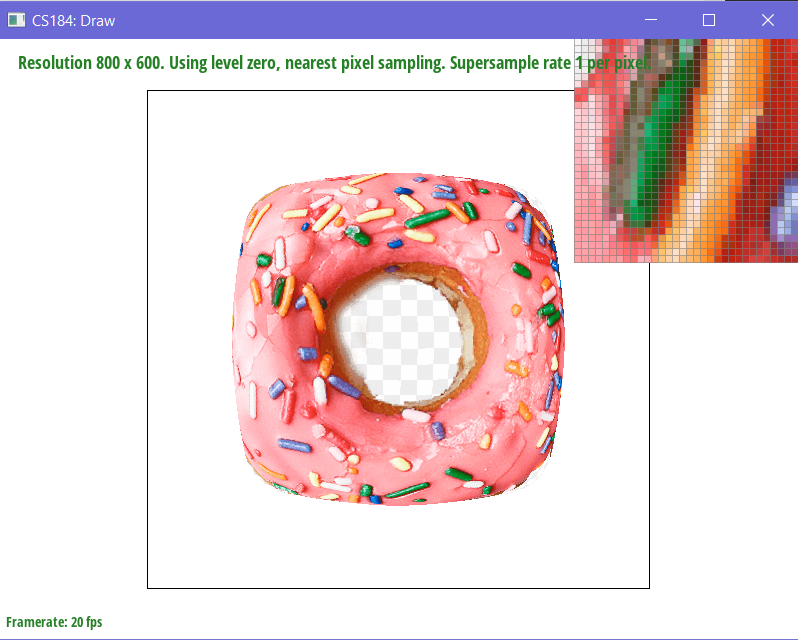 CS184: Draw
Resolution 800 x 600. Using level zero, nearest pixel sampling. Supersample rate 1 per pixel.
Framerate: 20 fps